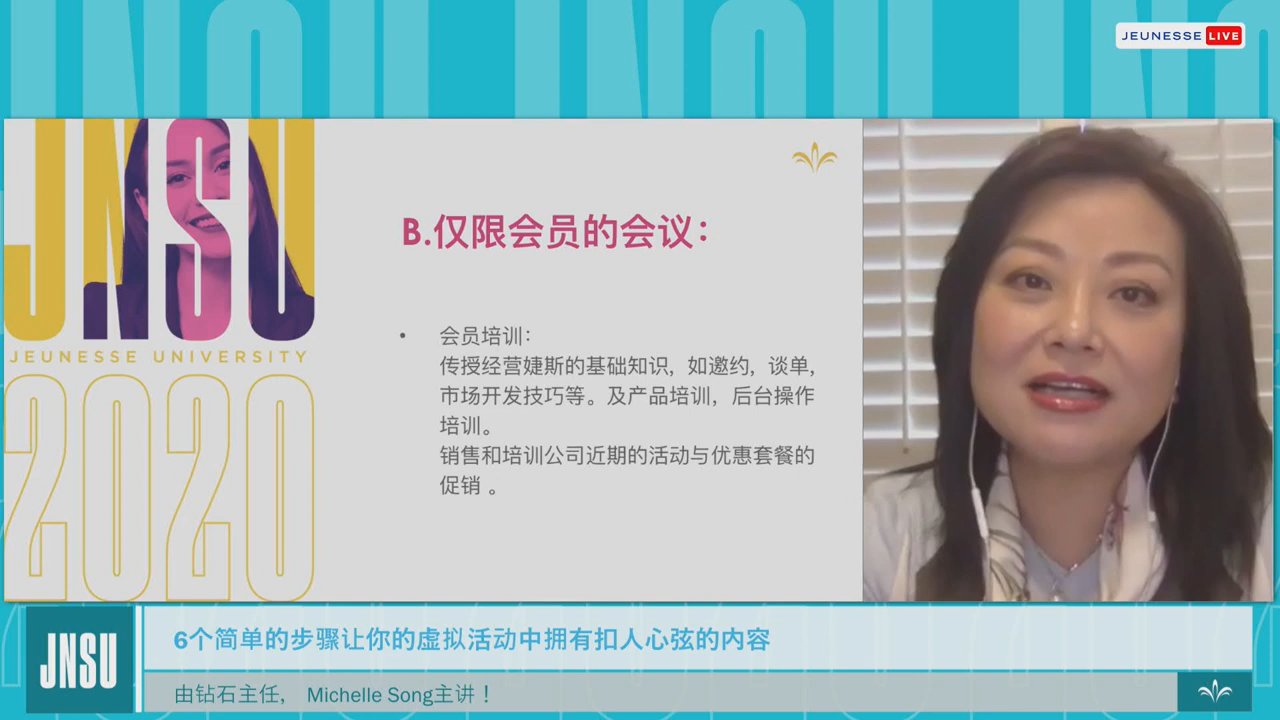 JEUNESSE LIVE
JNSU
JEUNESSE UNIVERSITY
2020
B.仅限会员的会议：
• 会员培训：
传授经营婕斯的基础知识，如邀约，谈单，
市场开发技巧等。及产品培训，后台操作
培训。
销售和培训公司近期的活动与优惠套餐的
促销 。
JNSU
6个简单的步骤让你的虚拟活动中拥有扣人心弦的内容
由钻石主任， Michelle Song主讲！